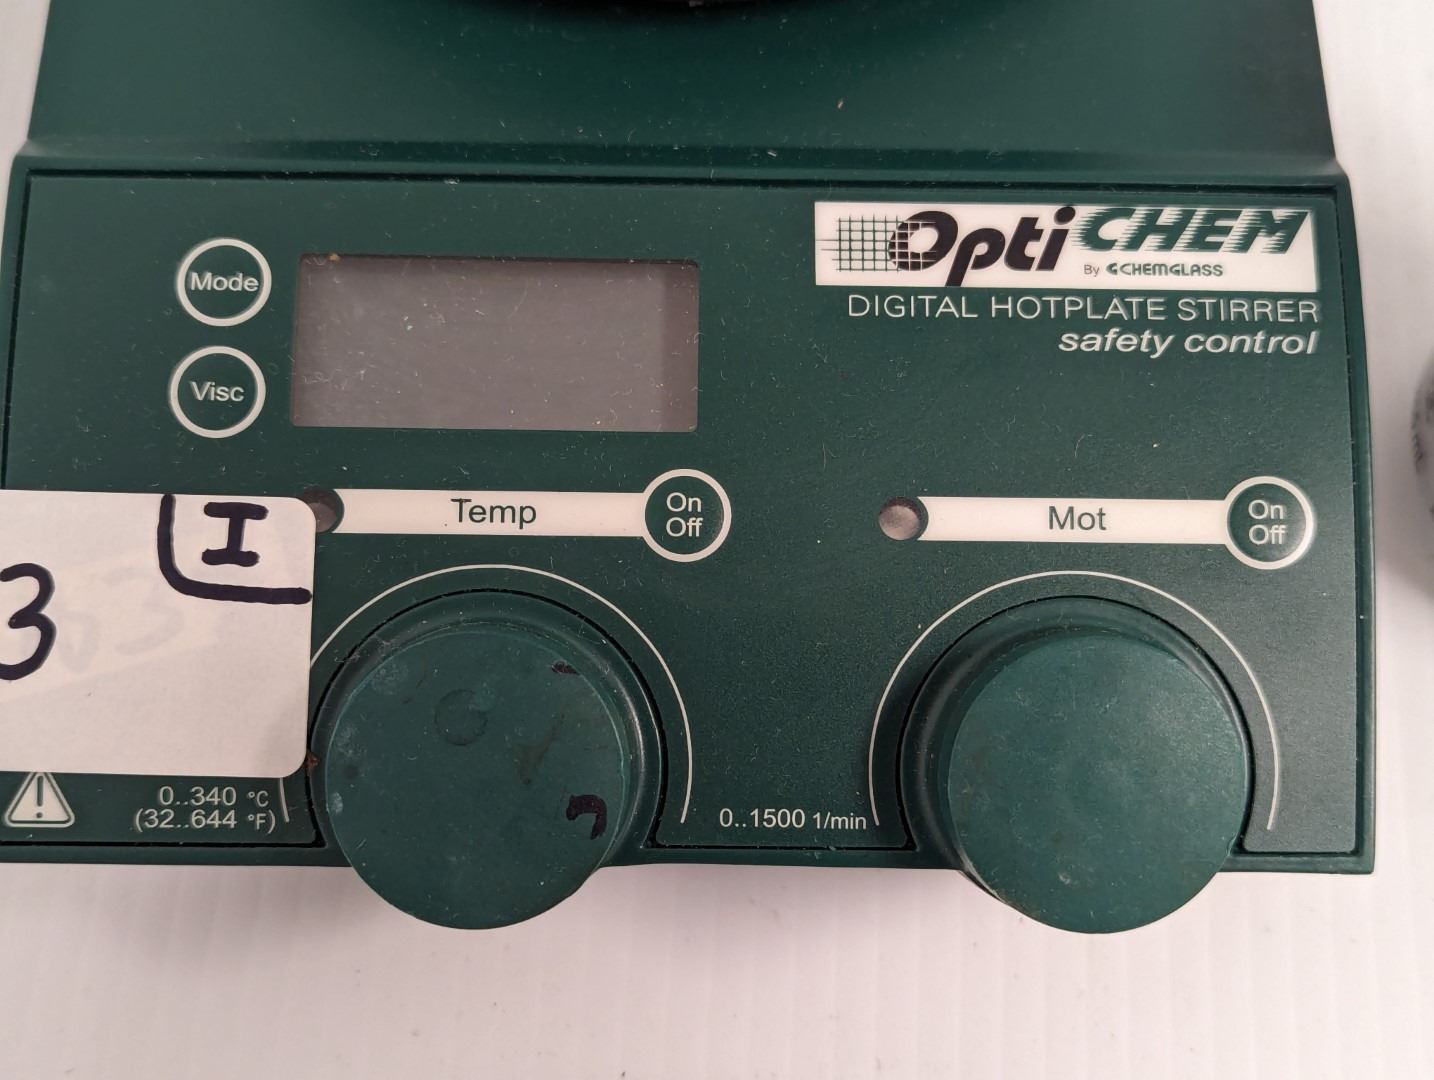 OptiCHEM
By CHEMGLASS
DIGITAL HOTPLATE STIRRER
safety control
Mode
Visc
Temp
On
Off
Mot
On
Off
I
3
0..340 °C
(32..644 °F)
0..1500 1/min